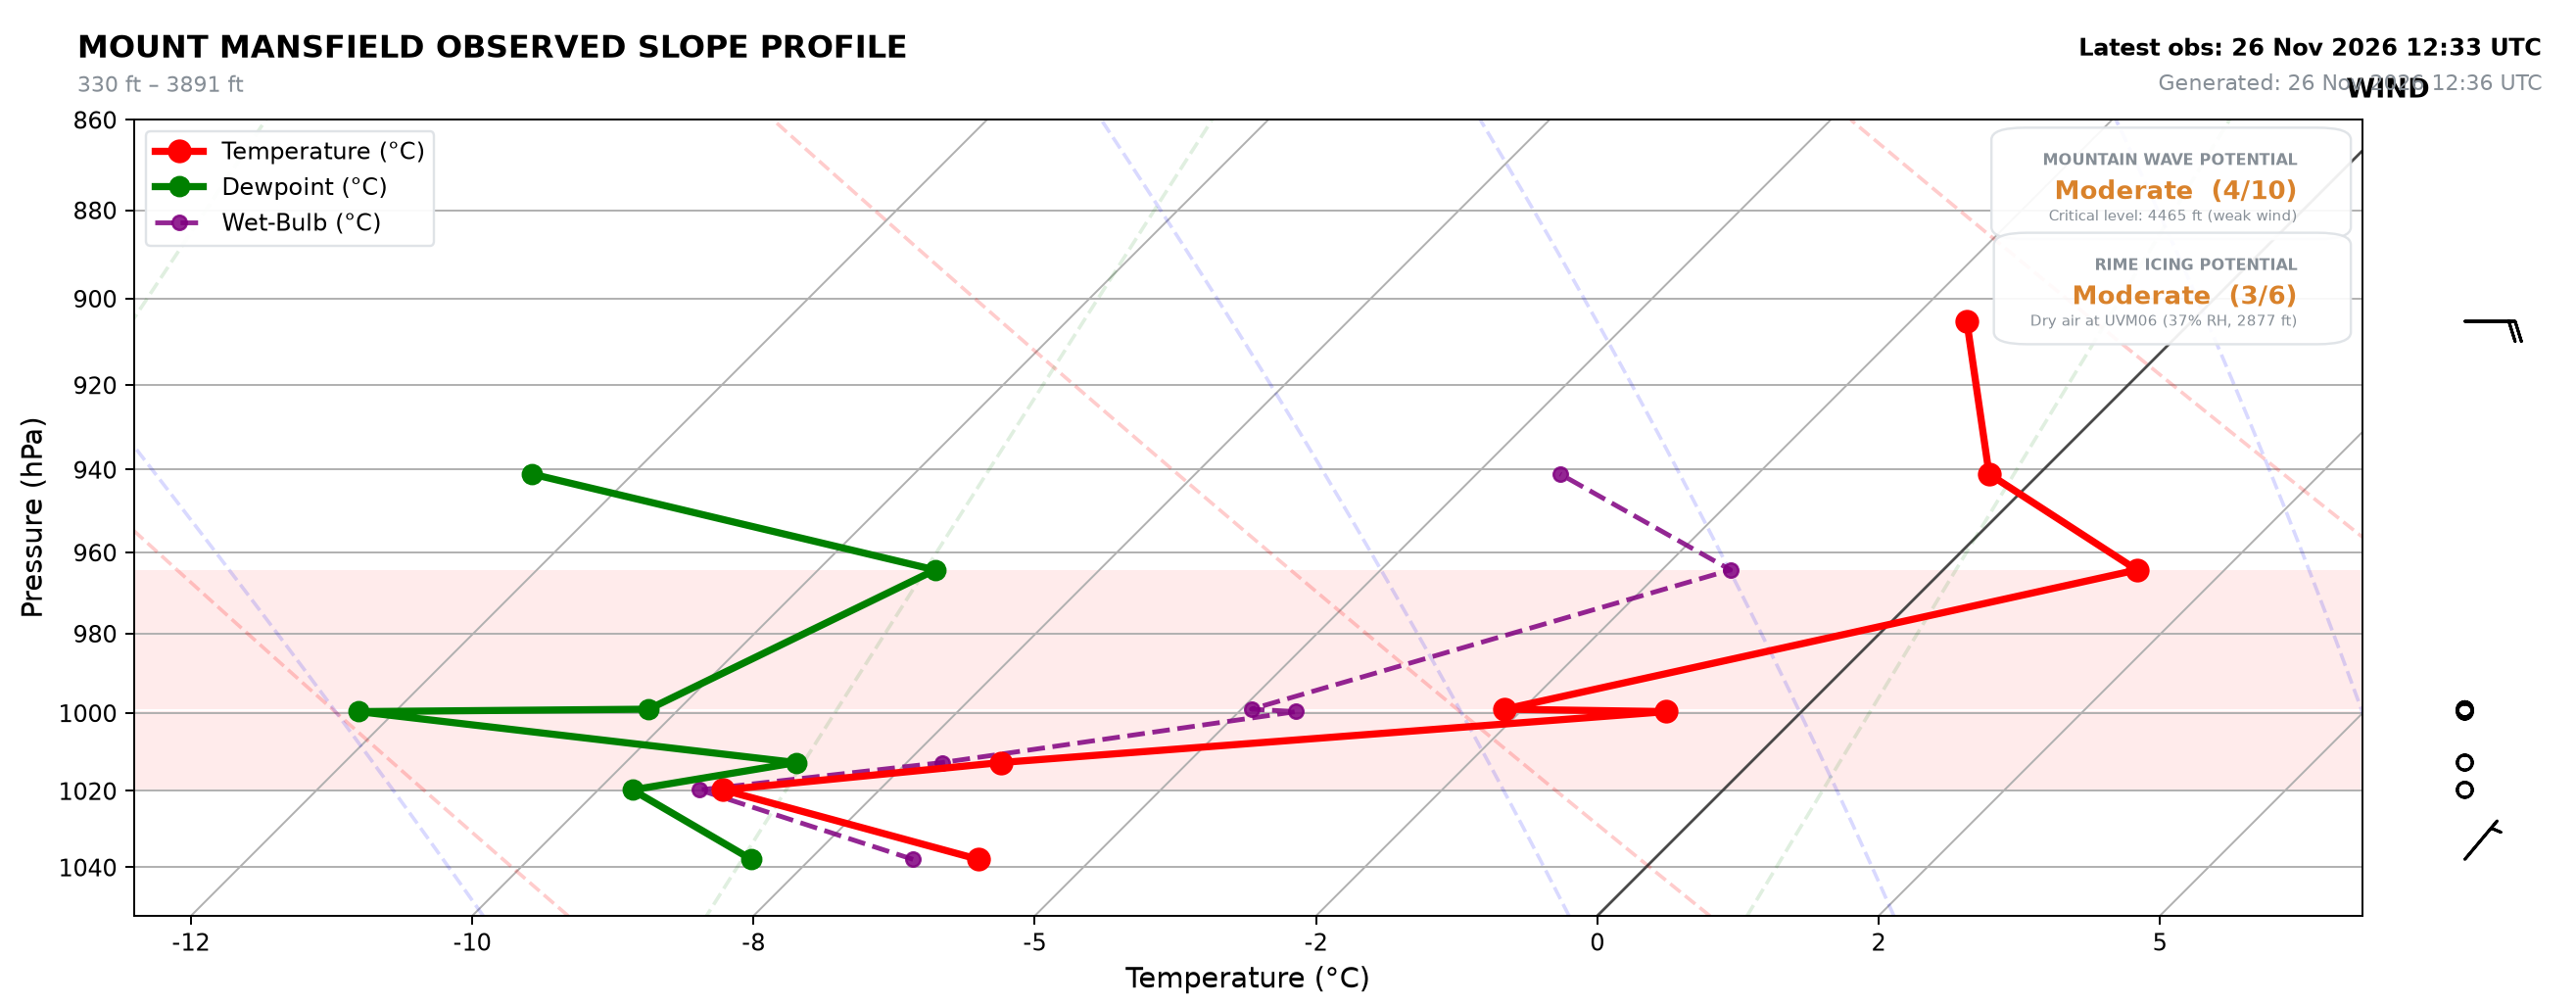 MOUNT MANSFIELD OBSERVED SLOPE PROFILE
330 ft – 3891 ft
Latest obs: 26 Nov 2026 12:33 UTC
Generated: 26 Nov 2026 12:36 UTC
WIND
Temperature (°C)
Dewpoint (°C)
Wet-Bulb (°C)
MOUNTAIN WAVE POTENTIAL
Moderate (4/10)
Critical level: 4465 ft (weak wind)
RIME ICING POTENTIAL
Moderate (3/6)
Dry air at UVM06 (37% RH, 2877 ft)
Pressure (hPa)
860
880
900
920
940
960
980
1000
1020
1040
-12
-10
-8
-5
-2
0
2
5
Temperature (°C)